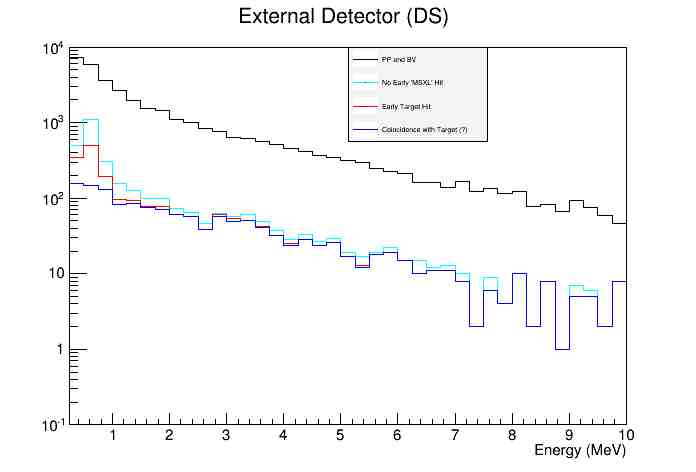 External Detector (DS)
10^4
10^3
10^2
10
1
10^-1
PP and BV
No Early 'MSXL' Hit
Early Target Hit
Coincidence with Target (?)
1 2 3 4 5 6 7 8 9 10
Energy (MeV)